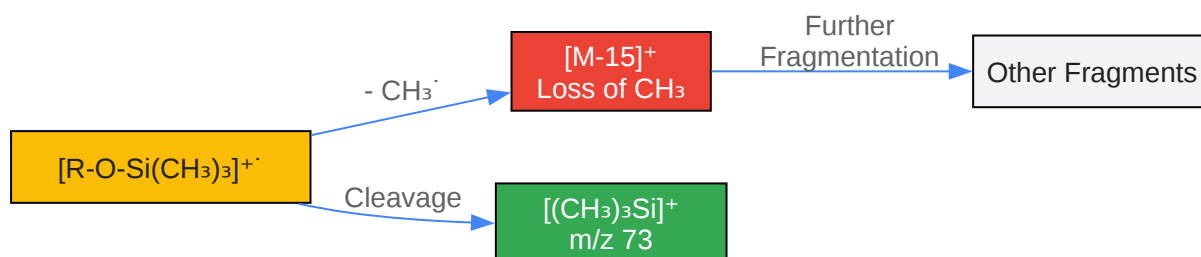 [R-O-Si(CH₃)₃]⁺˙
- CH₃˙
[M-15]⁺
Loss of CH₃
Further
Fragmentation
Other Fragments
Cleavage
[(CH₃)₃Si]⁺
m/z 73